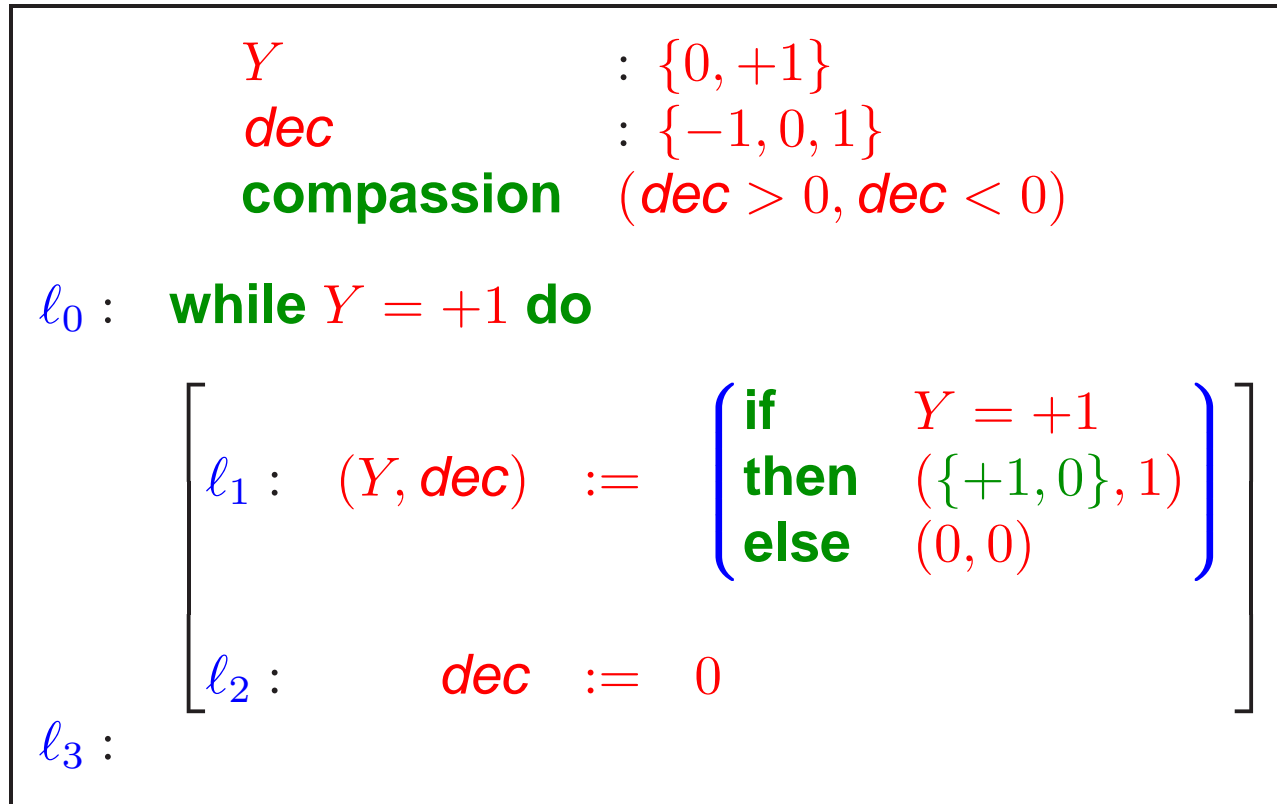 Y : {0, +1}
dec : {−1, 0, 1}
compassion (dec > 0, dec < 0)
ℓ₀ : while Y = +1 do
if Y = +1
ℓ₁ : (Y, dec) := then ({+1, 0}, 1)
else (0, 0)
ℓ₂ : dec := 0
ℓ₃ :